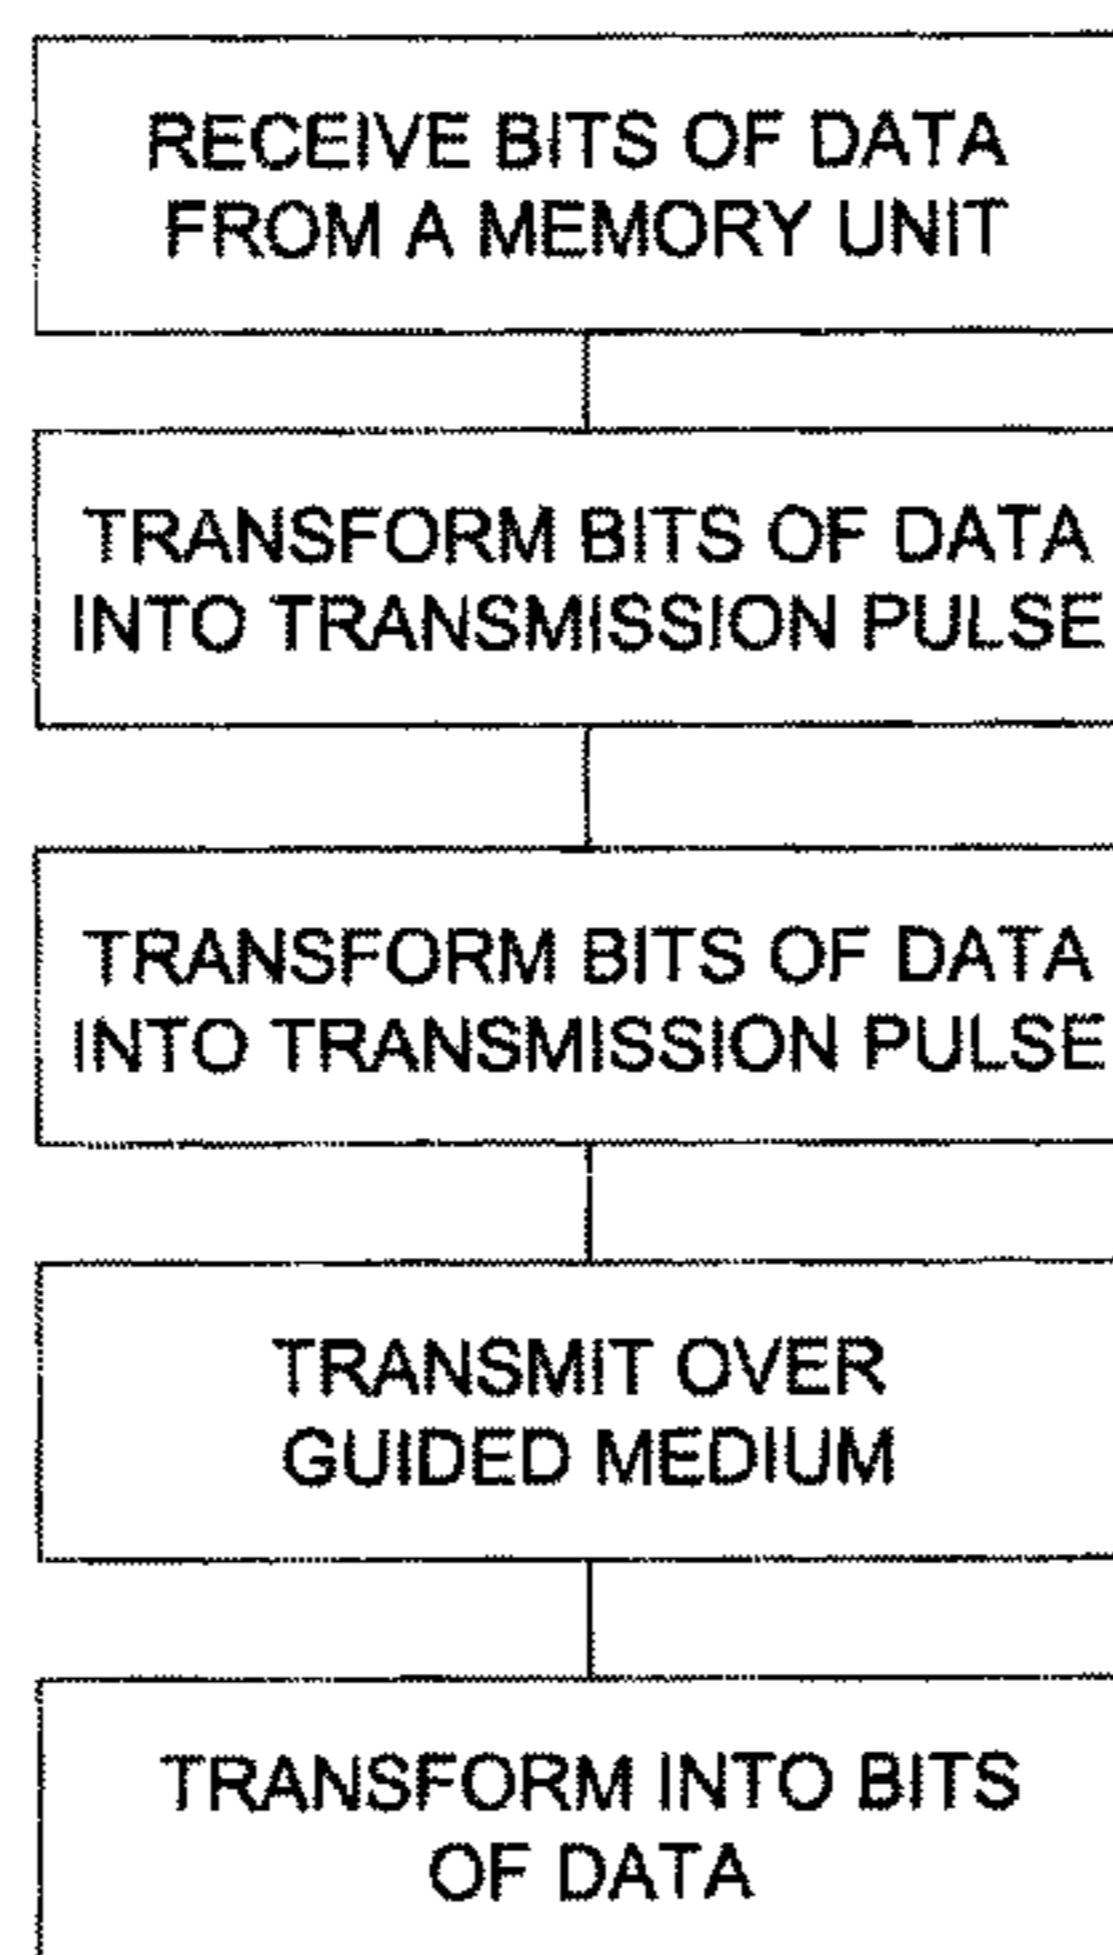 RECEIVE BITS OF DATA
FROM A MEMORY UNIT
TRANSFORM BITS OF DATA
INTO TRANSMISSION PULSE
TRANSFORM BITS OF DATA
INTO TRANSMISSION PULSE
TRANSMIT OVER
GUIDED MEDIUM
TRANSFORM INTO BITS
OF DATA